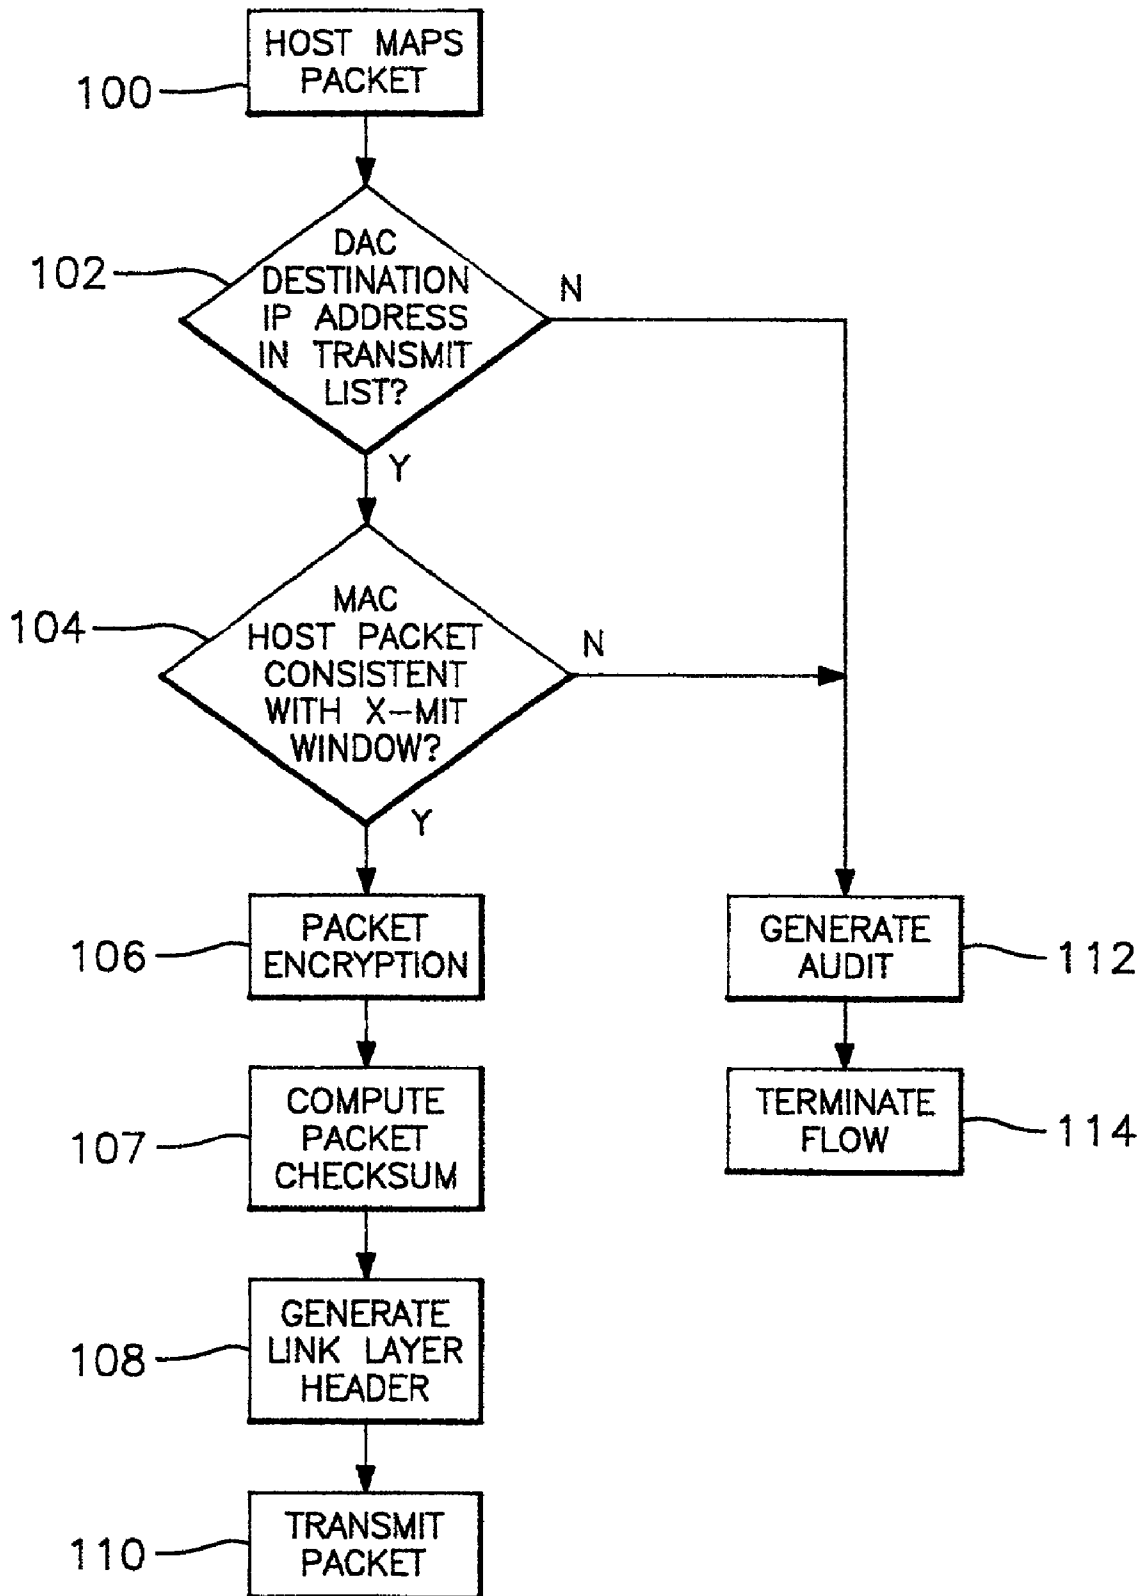 HOST MAPS
PACKET
100
DAC
DESTINATION
IP ADDRESS
IN TRANSMIT
LIST?
102
N
Y
MAC
HOST PACKET
CONSISTENT
WITH X-MIT
WINDOW?
104
N
Y
PACKET
ENCRYPTION
106
GENERATE
AUDIT
112
COMPUTE
PACKET
CHECKSUM
107
TERMINATE
FLOW
114
GENERATE
LINK LAYER
HEADER
108
TRANSMIT
PACKET
110